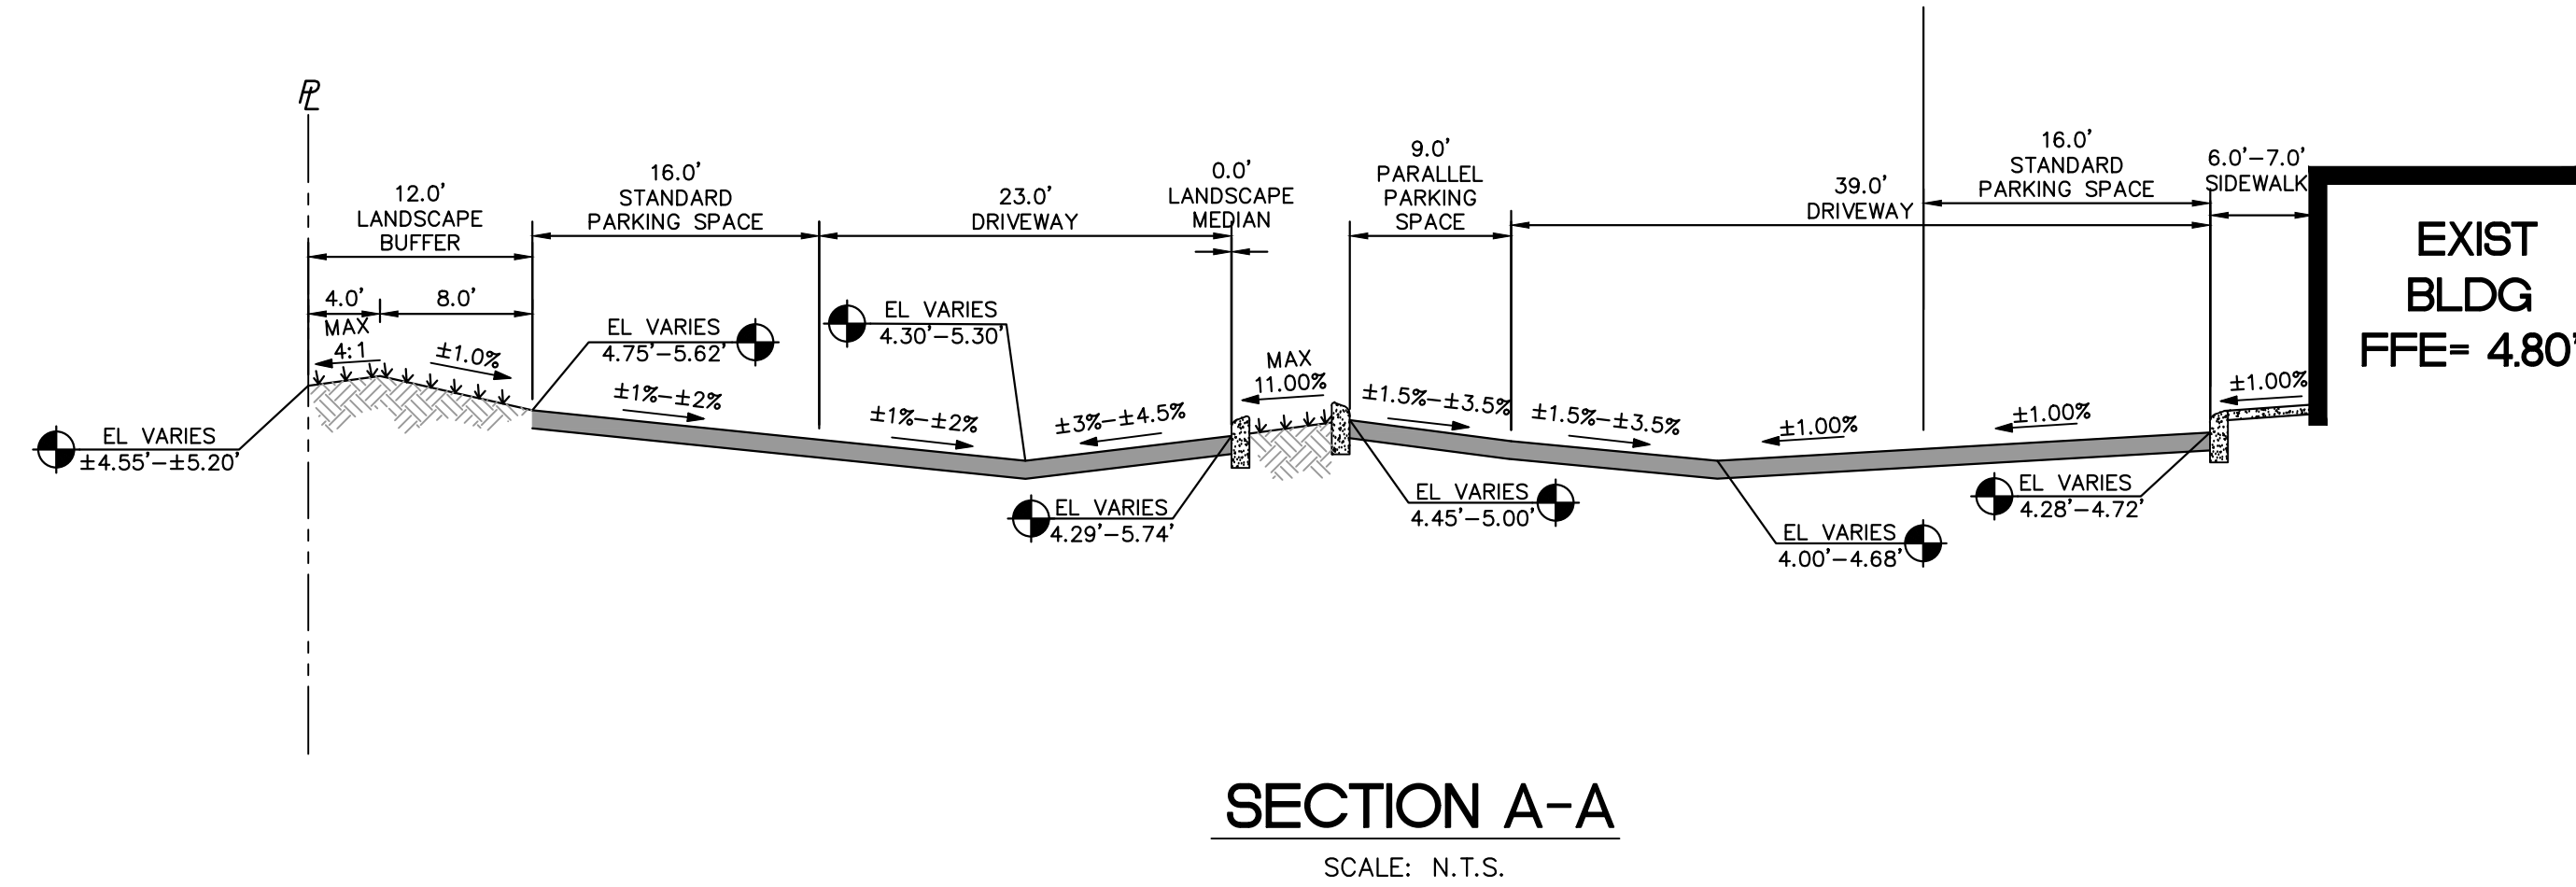 PL
12.0'
LANDSCAPE
BUFFER
4.0'
8.0'
MAX
4:1
±1.0%
EL VARIES
±4.55'-±5.20'
16.0'
STANDARD
PARKING SPACE
EL VARIES
4.75'-5.62'
±1%-±2%
23.0'
DRIVEWAY
EL VARIES
4.30'-5.30'
±1%-±2%
±3%-±4.5%
EL VARIES
4.29'-5.74'
0.0'
LANDSCAPE
MEDIAN
MAX
11.00%
9.0'
PARALLEL
PARKING
SPACE
±1.5%-±3.5%
EL VARIES
4.45'-5.00'
39.0'
DRIVEWAY
±1.5%-±3.5%
±1.00%
EL VARIES
4.00'-4.68'
16.0'
STANDARD
PARKING SPACE
±1.00%
EL VARIES
4.28'-4.72'
6.0'-7.0'
SIDEWALK
±1.00%
EXIST
BLDG
FFE= 4.80'
SECTION A-A
SCALE: N.T.S.